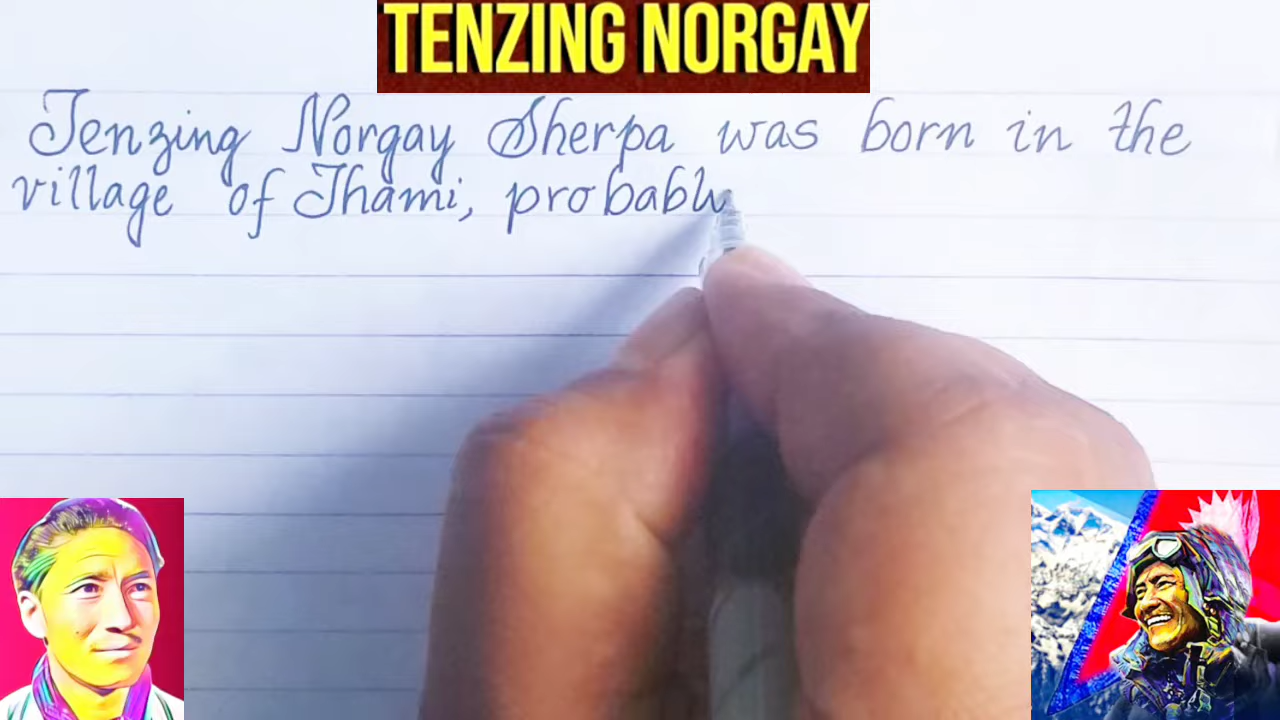 TENZING NORGAY
Tenzing Norgay Sherpa was born in the
village of Thami, probabl